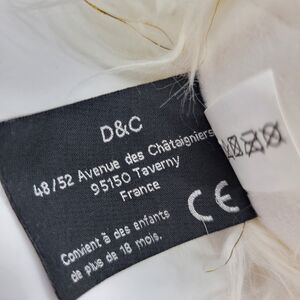 D&C
48/52 Avenue des Châtaigniers
95150 Taverny
France
CE
Convient à des enfants
de plus de 18 mois.